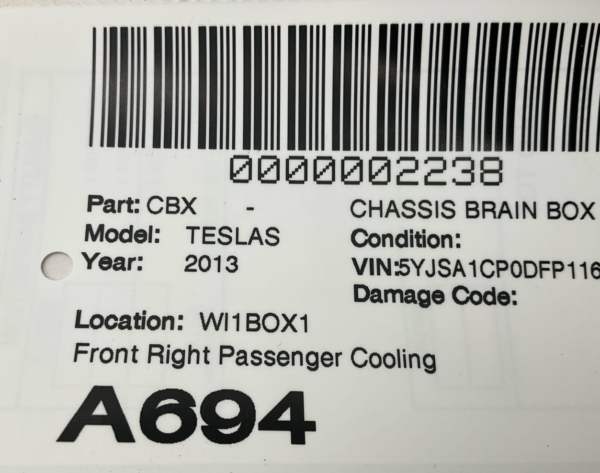 0000002238
Part: CBX - CHASSIS BRAIN BOX
Model: TESLAS Condition:
Year: 2013 VIN:5YJSA1CP0DFP116
Damage Code:
Location: WI1BOX1
Front Right Passenger Cooling
A694